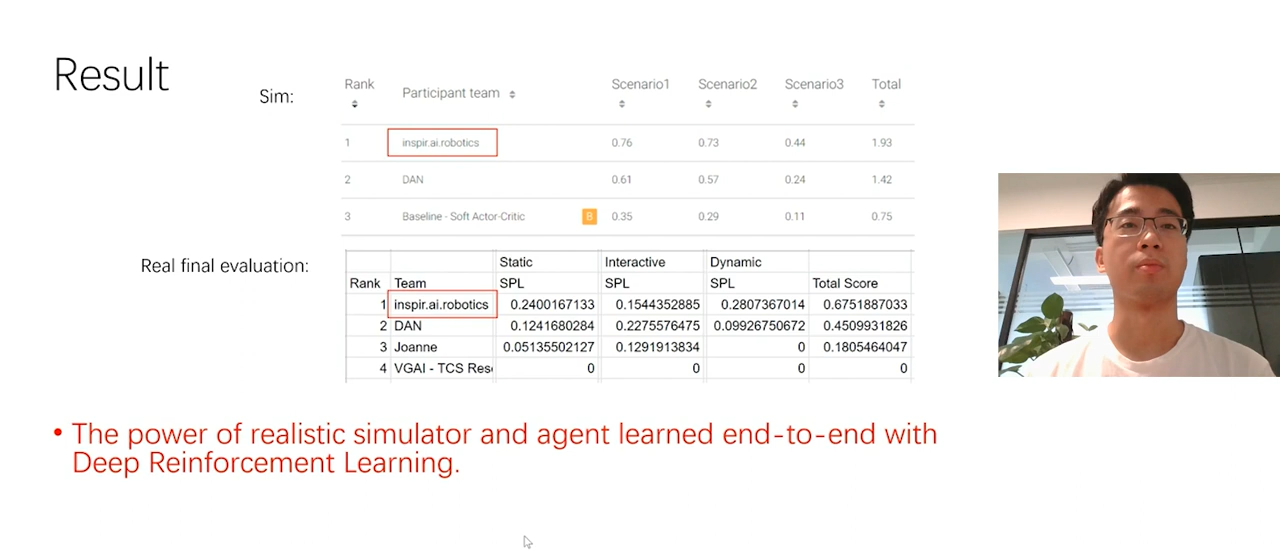 Result
Sim:
Rank Participant team Scenario1 Scenario2 Scenario3 Total
1 inspir.ai.robotics 0.76 0.73 0.44 1.93
2 DAN 0.61 0.57 0.24 1.42
3 Baseline - Soft Actor-Critic B 0.35 0.29 0.11 0.75
Real final evaluation:
Static Interactive Dynamic
Rank Team SPL SPL SPL Total Score
1 inspir.ai.robotics 0.2400167133 0.1544352885 0.2807367014 0.6751887033
2 DAN 0.1241680284 0.2275576475 0.09926750672 0.4509931826
3 Joanne 0.05135502127 0.1291913834 0 0.1805464047
4 VGAI - TCS Res 0 0 0 0
• The power of realistic simulator and agent learned end-to-end with
Deep Reinforcement Learning.